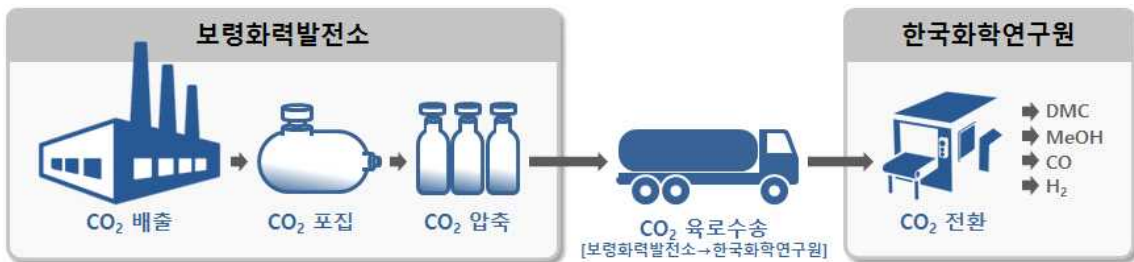 보령화력발전소
CO₂ 배출
CO₂ 포집
CO₂ 압축
CO₂ 육로수송
[보령화력발전소→한국화학연구원]
한국화학연구원
DMC
MeOH
CO
H₂
CO₂ 전환